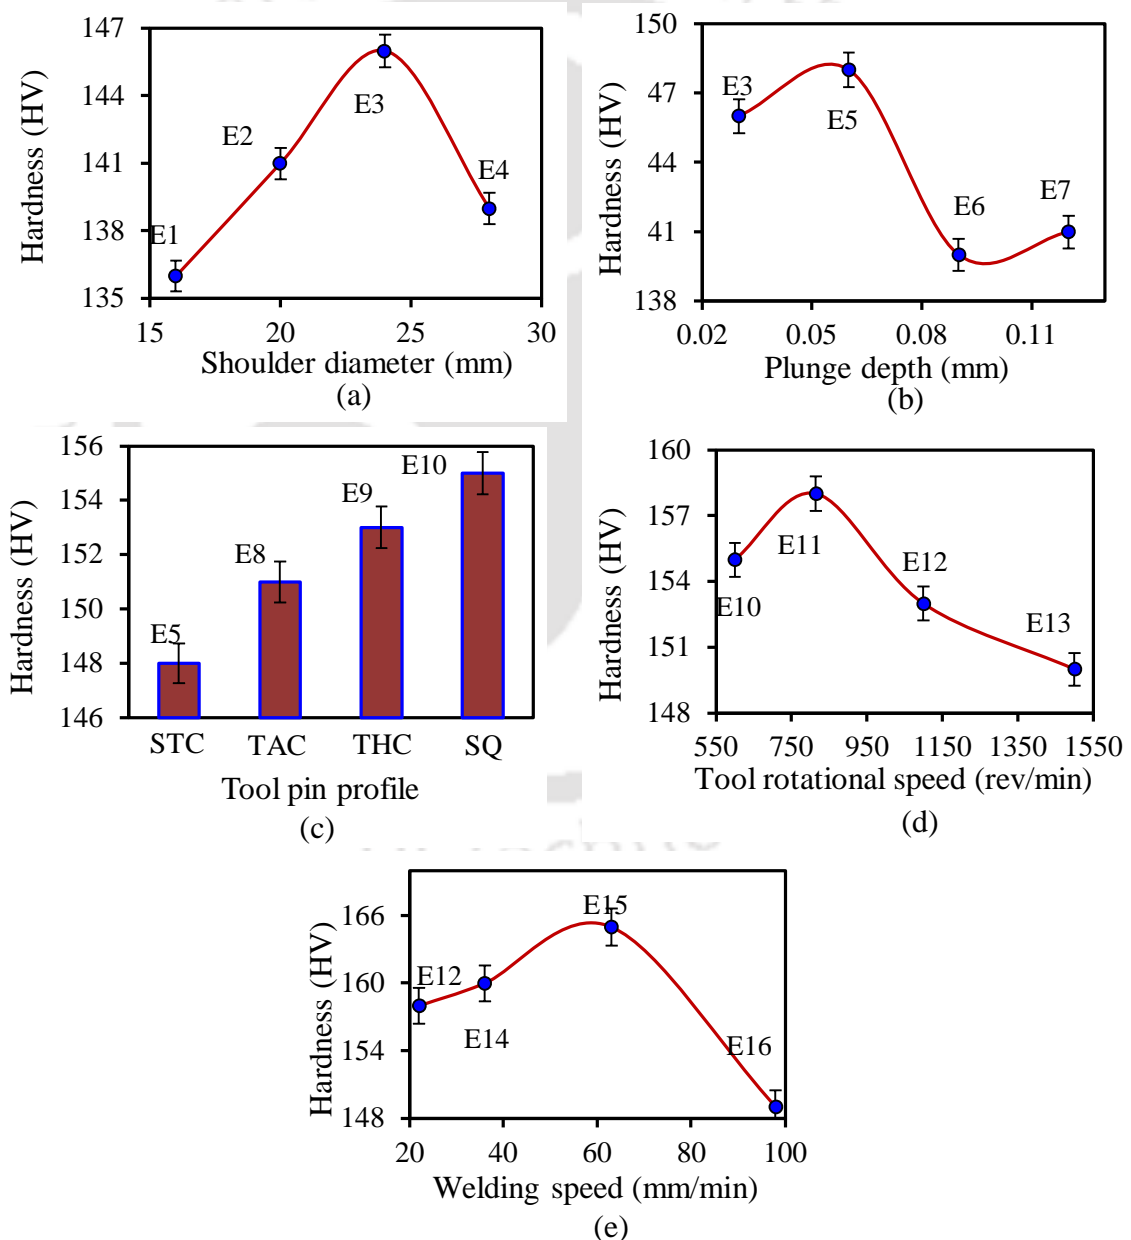 147
144
141
138
135
Hardness (HV)
E1
E2
E3
E4
15
20
25
30
Shoulder diameter (mm)
(a)
150
147
144
141
138
Hardness (HV)
E3
E5
E6
E7
0.02
0.05
0.08
0.11
Plunge depth (mm)
(b)
156
154
152
150
148
146
Hardness (HV)
E5
E8
E9
E10
STC
TAC
THC
SQ
Tool pin profile
(c)
160
157
154
151
148
Hardness (HV)
E10
E11
E12
E13
550
750
950
1150
1350
1550
Tool rotational speed (rev/min)
(d)
166
160
154
148
Hardness (HV)
E12
E14
E15
E16
20
40
60
80
100
Welding speed (mm/min)
(e)